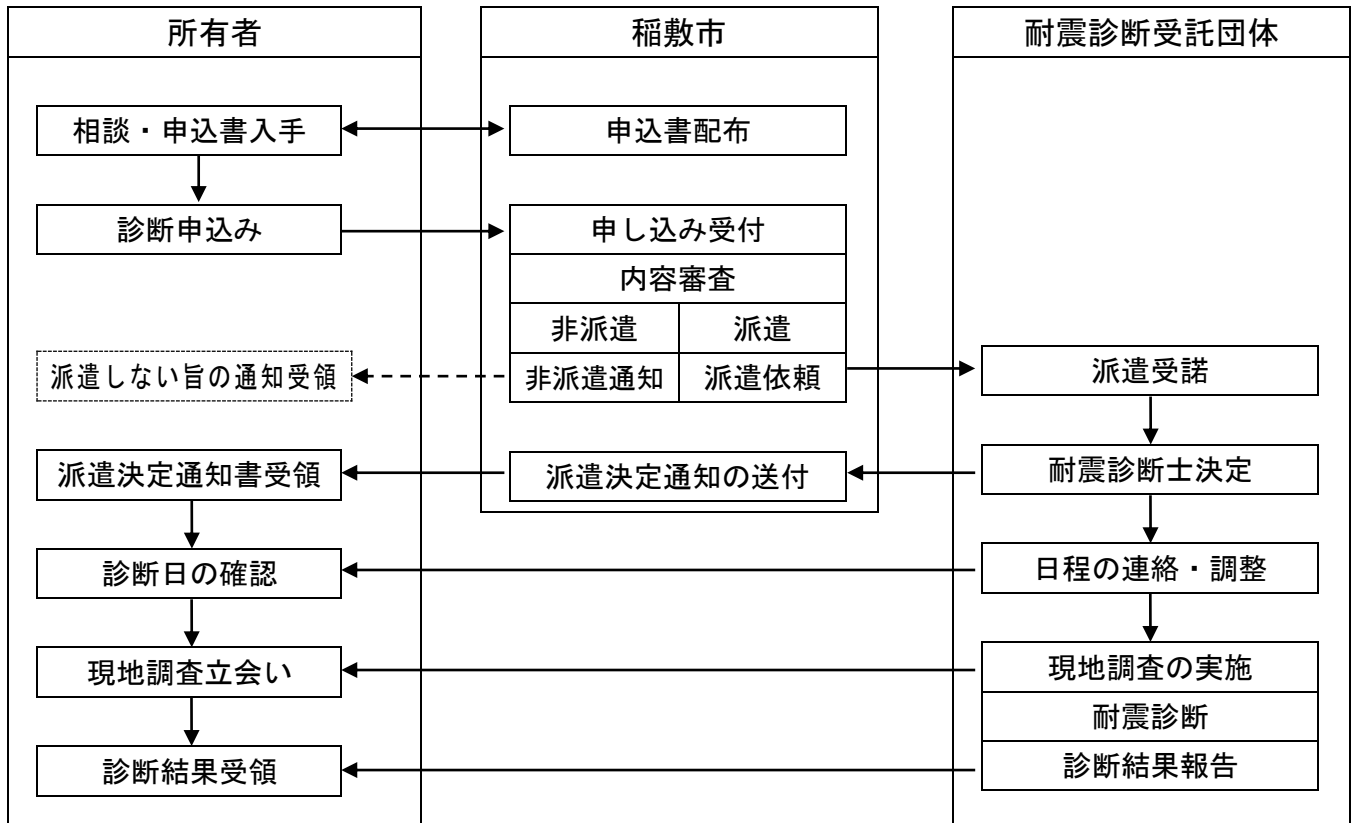 所有者
稲敷市
耐震診断受託団体
相談・申込書入手
申込書配布
診断申込み
申し込み受付
内容審査
非派遣
派遣
派遣しない旨の通知受領
非派遣通知
派遣依頼
派遣受諾
派遣決定通知書受領
派遣決定通知の送付
耐震診断士決定
診断日の確認
日程の連絡・調整
現地調査立会い
現地調査の実施
耐震診断
診断結果受領
診断結果報告